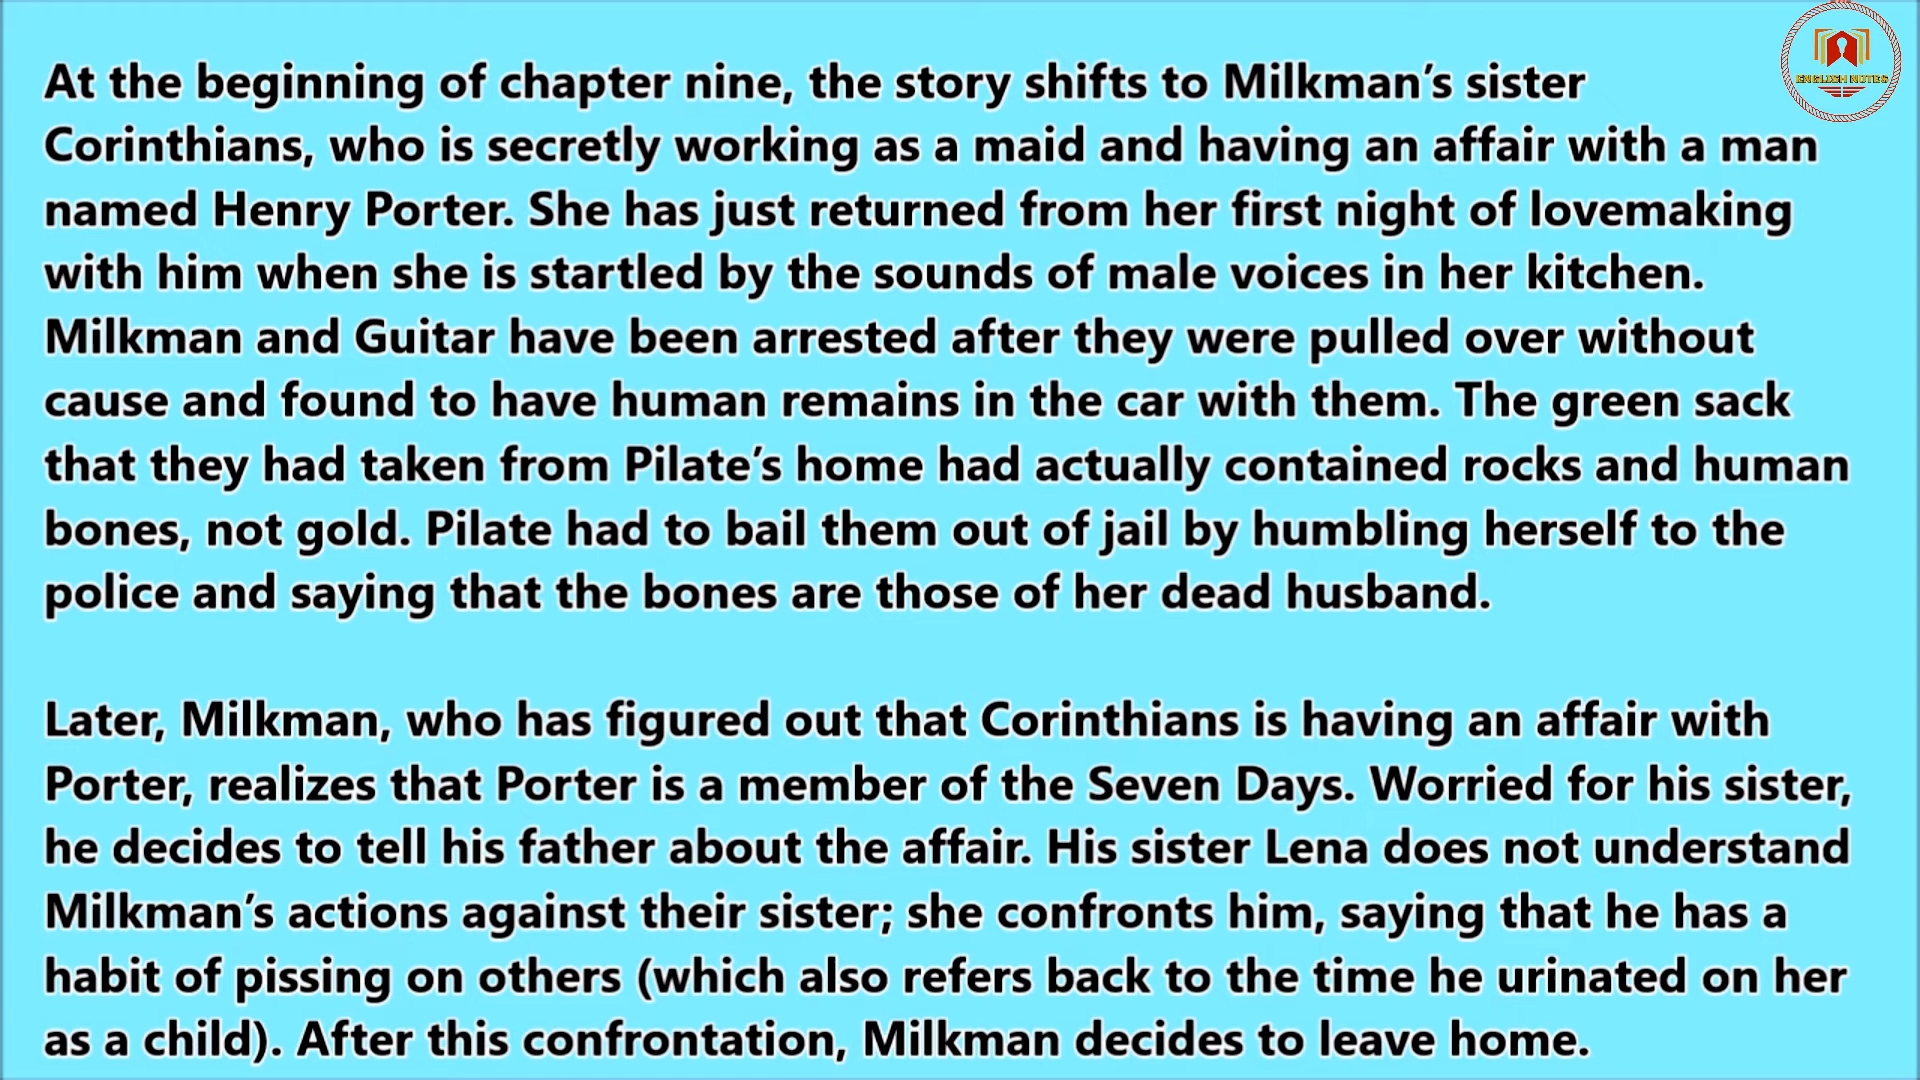 ENGLISH NOTES
At the beginning of chapter nine, the story shifts to Milkman’s sister
Corinthians, who is secretly working as a maid and having an affair with a man
named Henry Porter. She has just returned from her first night of lovemaking
with him when she is startled by the sounds of male voices in her kitchen.
Milkman and Guitar have been arrested after they were pulled over without
cause and found to have human remains in the car with them. The green sack
that they had taken from Pilate’s home had actually contained rocks and human
bones, not gold. Pilate had to bail them out of jail by humbling herself to the
police and saying that the bones are those of her dead husband.
Later, Milkman, who has figured out that Corinthians is having an affair with
Porter, realizes that Porter is a member of the Seven Days. Worried for his sister,
he decides to tell his father about the affair. His sister Lena does not understand
Milkman’s actions against their sister; she confronts him, saying that he has a
habit of pissing on others (which also refers back to the time he urinated on her
as a child). After this confrontation, Milkman decides to leave home.